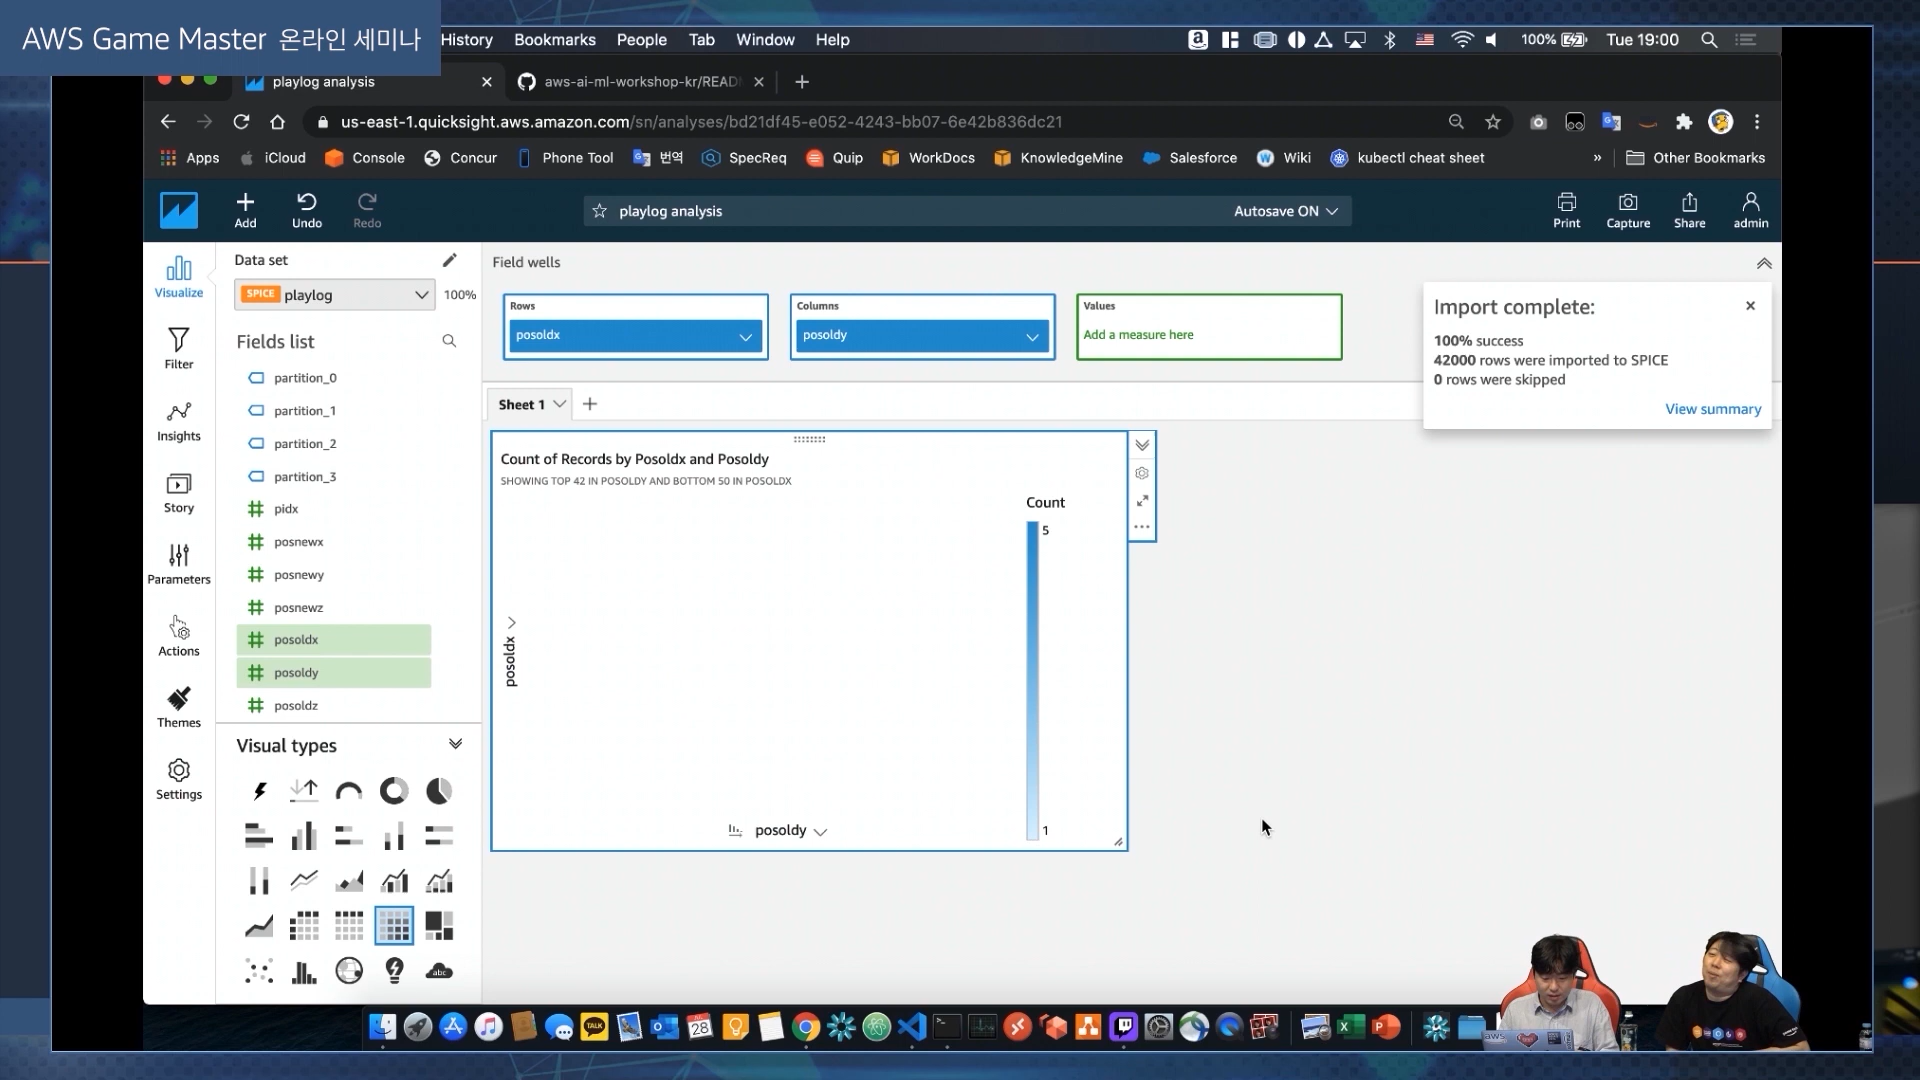 AWS Game Master 온라인 세미나
History Bookmarks People Tab Window Help
100% Tue 19:00
playlog analysis
aws-ai-ml-workshop-kr/READ
us-east-1.quicksight.aws.amazon.com/sn/analyses/bd21df45-e052-4243-bb07-6e42b836dc21
Apps iCloud Console Concur Phone Tool 번역 SpecReq Quip WorkDocs KnowledgeMine Salesforce Wiki kubectl cheat sheet » Other Bookmarks
Add Undo Redo
playlog analysis
Autosave ON
Print Capture Share admin
Visualize
Filter
Insights
Story
Parameters
Actions
Themes
Settings
Data set
SPICE playlog
100%
Fields list
partition_0
partition_1
partition_2
partition_3
pidx
posnewx
posnewy
posnewz
posoldx
posoldy
posoldz
Visual types
abc
Field wells
Rows
posoldx
Columns
posoldy
Values
Add a measure here
Import complete:
100% success
42000 rows were imported to SPICE
0 rows were skipped
View summary
Sheet 1
Count of Records by Posoldx and Posoldy
SHOWING TOP 42 IN POSOLDY AND BOTTOM 50 IN POSOLDX
Count
5
1
posoldx
posoldy
TALK
JUL
28
aws